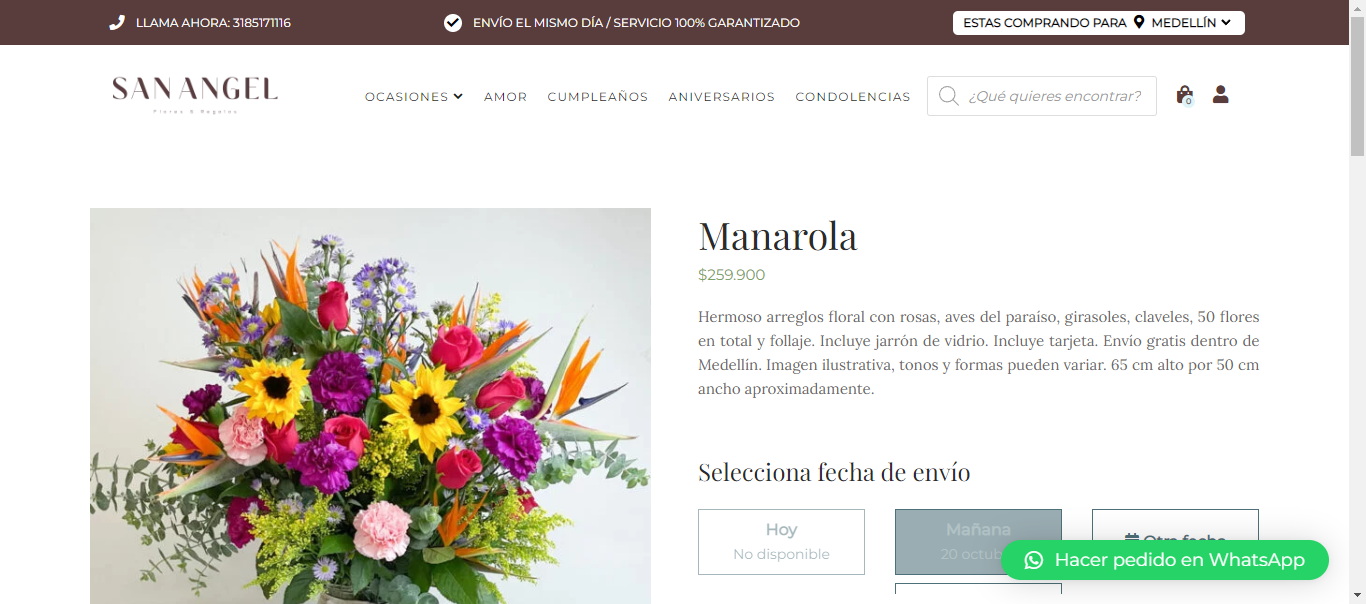 LLAMA AHORA: 3185171116
ENVÍO EL MISMO DÍA / SERVICIO 100% GARANTIZADO
ESTAS COMPRANDO PARA MEDELLÍN
SAN ANGEL
Flores & Regalos
OCASIONES AMOR CUMPLEAÑOS ANIVERSARIOS CONDOLENCIAS
¿Qué quieres encontrar?
0
Manarola
$259.900
Hermoso arreglos floral con rosas, aves del paraíso, girasoles, claveles, 50 flores
en total y follaje. Incluye jarrón de vidrio. Incluye tarjeta. Envío gratis dentro de
Medellín. Imagen ilustrativa, tonos y formas pueden variar. 65 cm alto por 50 cm
ancho aproximadamente.
Selecciona fecha de envío
Hoy
No disponible
Mañana
20 octub
Otra fecha
Hacer pedido en WhatsApp